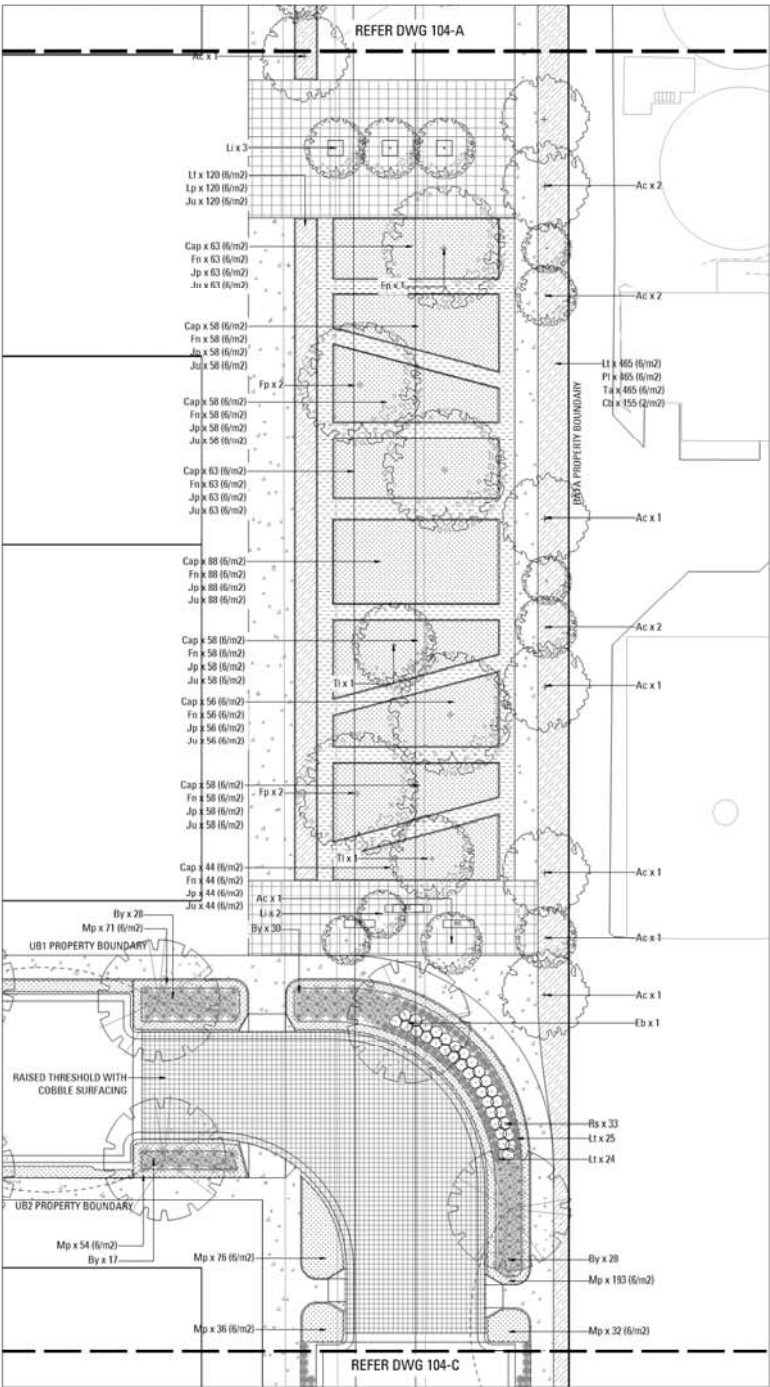 REFER DWG 104-A
Ac x 1
Li x 3
Lt x 120 (6/m2)
Lp x 120 (6/m2)
Ju x 120 (6/m2)
Ac x 2
Cap x 63 (6/m2)
Fn x 63 (6/m2)
Jp x 63 (6/m2)
Ju x 63 (6/m2)
Ac x 2
Cap x 58 (6/m2)
Fn x 58 (6/m2)
Jp x 58 (6/m2)
Ju x 58 (6/m2)
Lt x 465 (6/m2)
Pl x 465 (6/m2)
Ta x 465 (6/m2)
Cb x 155 (2/m2)
Fp x 2
Cap x 58 (6/m2)
Fn x 58 (6/m2)
Jp x 58 (6/m2)
Ju x 58 (6/m2)
BATA PROPERTY BOUNDARY
Cap x 63 (6/m2)
Fn x 63 (6/m2)
Jp x 63 (6/m2)
Ju x 63 (6/m2)
Ac x 1
Cap x 88 (6/m2)
Fn x 88 (6/m2)
Jp x 88 (6/m2)
Ju x 88 (6/m2)
Ac x 2
Cap x 58 (6/m2)
Fn x 58 (6/m2)
Jp x 58 (6/m2)
Ju x 58 (6/m2)
Tl x 1
Ac x 1
Cap x 56 (6/m2)
Fn x 56 (6/m2)
Jp x 56 (6/m2)
Ju x 56 (6/m2)
Cap x 58 (6/m2)
Fn x 58 (6/m2)
Jp x 58 (6/m2)
Ju x 58 (6/m2)
Fp x 2
Tl x 1
Cap x 44 (6/m2)
Fn x 44 (6/m2)
Jp x 44 (6/m2)
Ju x 44 (6/m2)
Ac x 1
Ac x 1
Li x 2
By x 30
Ac x 1
By x 28
Mp x 71 (6/m2)
UB1 PROPERTY BOUNDARY
Ac x 1
Eb x 1
RAISED THRESHOLD WITH
COBBLE SURFACING
Rs x 33
Lt x 25
Lt x 24
UB2 PROPERTY BOUNDARY
Mp x 54 (6/m2)
By x 17
Mp x 76 (6/m2)
By x 28
Mp x 193 (6/m2)
Mp x 36 (6/m2)
Mp x 32 (6/m2)
REFER DWG 104-C